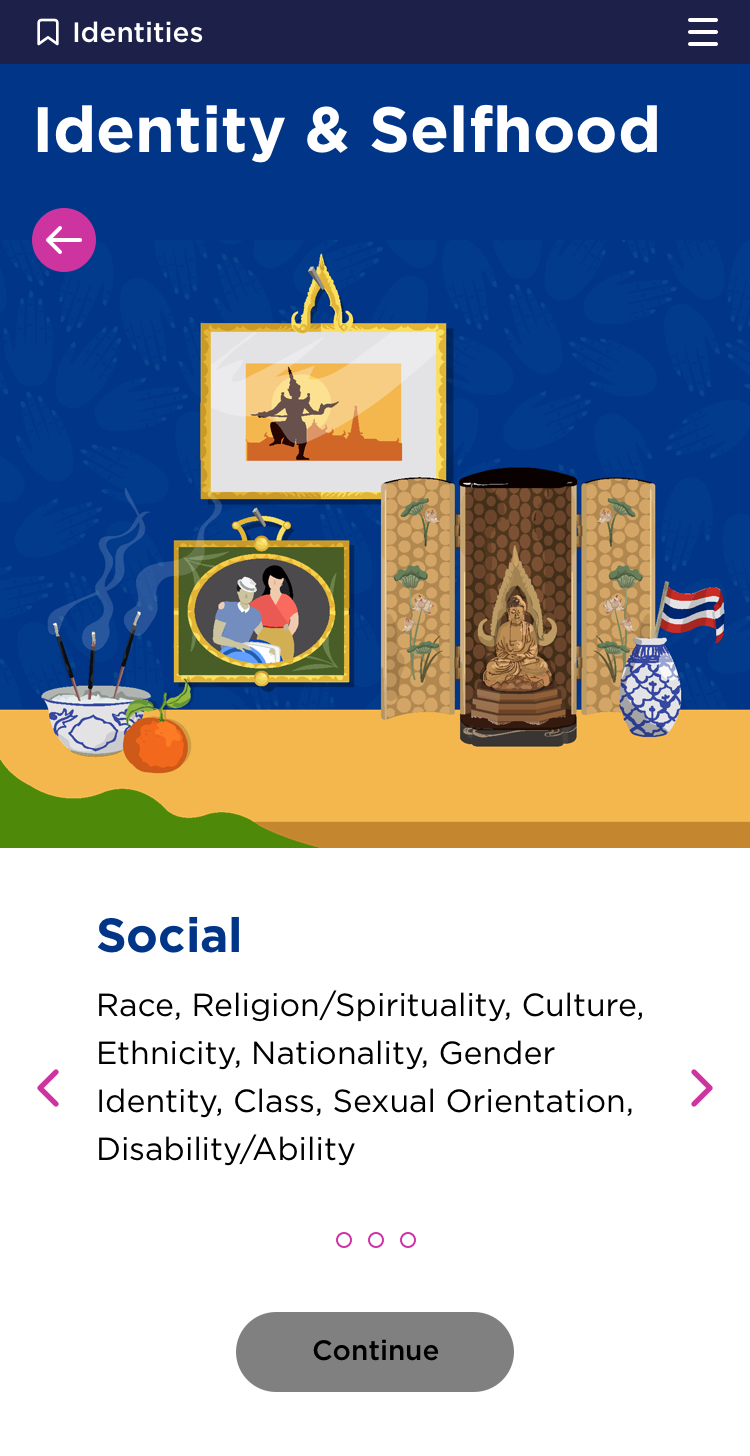 Identities
Identity & Selfhood
Social
Race, Religion/Spirituality, Culture,
Ethnicity, Nationality, Gender
Identity, Class, Sexual Orientation,
Disability/Ability
Continue